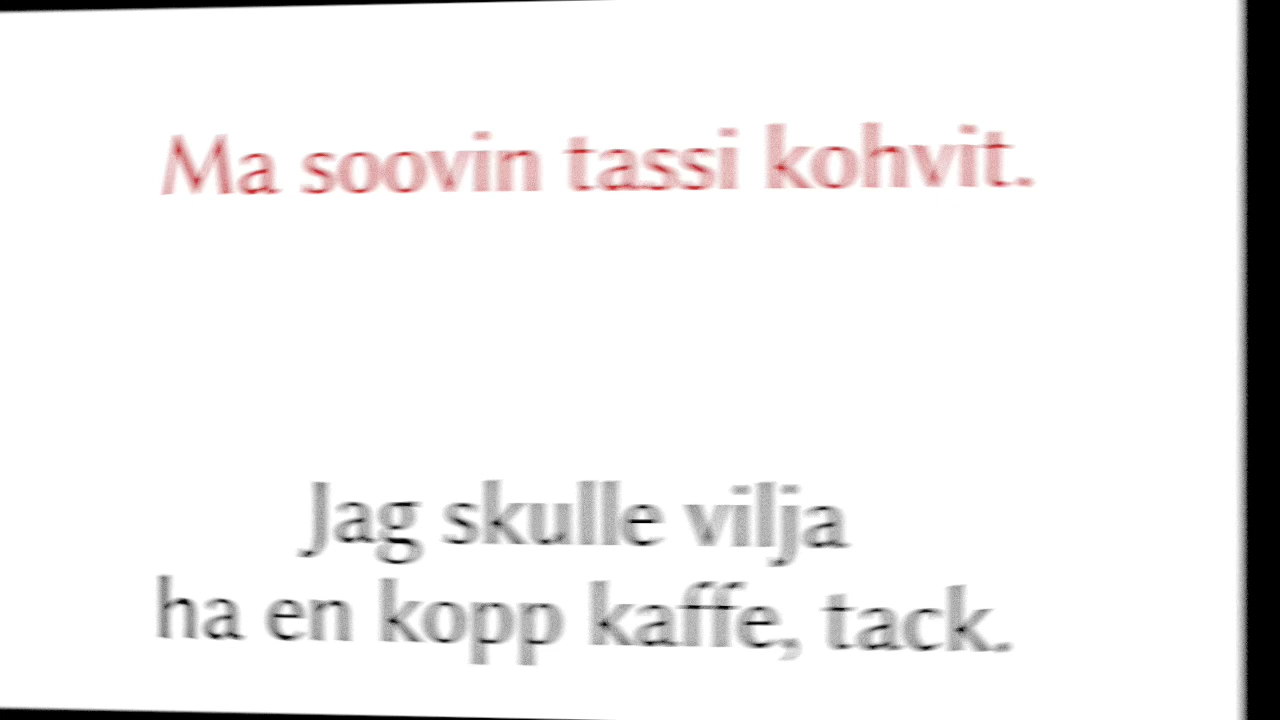 Ma soovin tassi kohvit.
Jag skulle vilja
ha en kopp kaffe, tack.